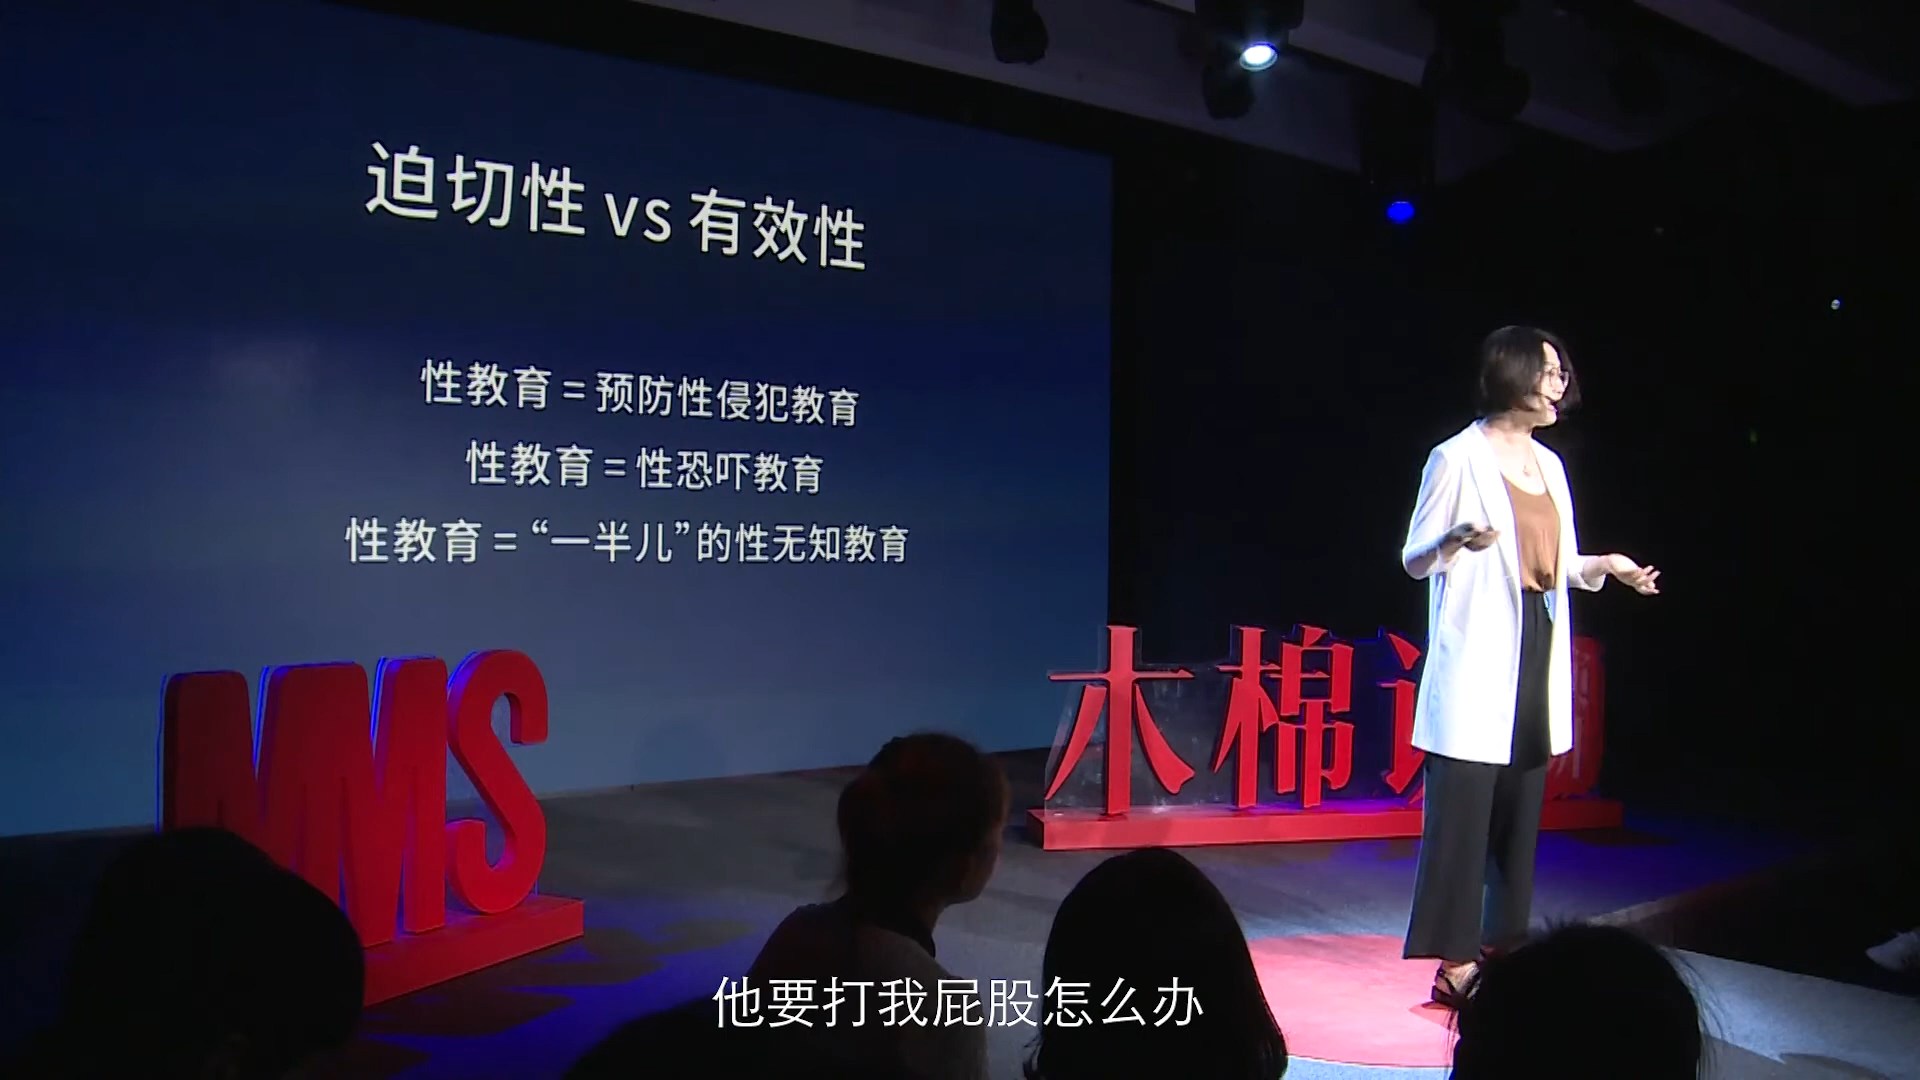 迫切性 vs 有效性
性教育 = 预防性侵犯教育
性教育 = 性恐吓教育
性教育 = “一半儿”的性无知教育
MMS
木棉
他要打我屁股怎么办